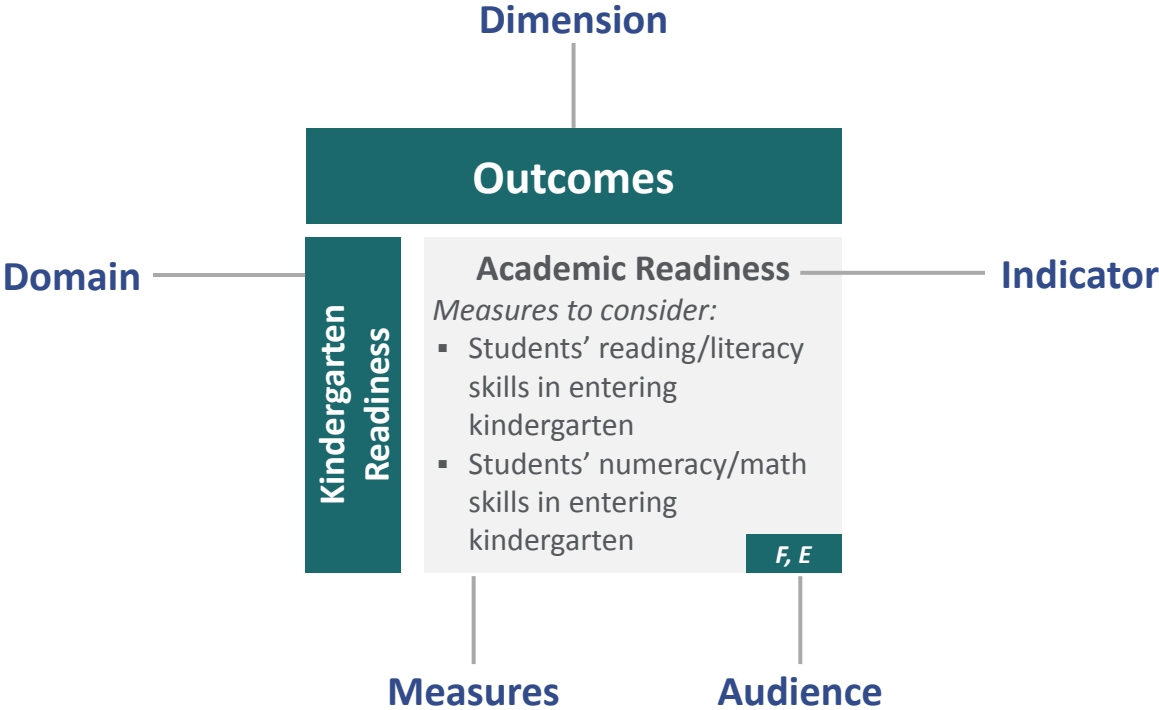 Dimension
Outcomes
Domain
Kindergarten
Readiness
Academic Readiness
Indicator
Measures to consider:
▪ Students’ reading/literacy
skills in entering
kindergarten
▪ Students’ numeracy/math
skills in entering
kindergarten
F, E
Measures
Audience